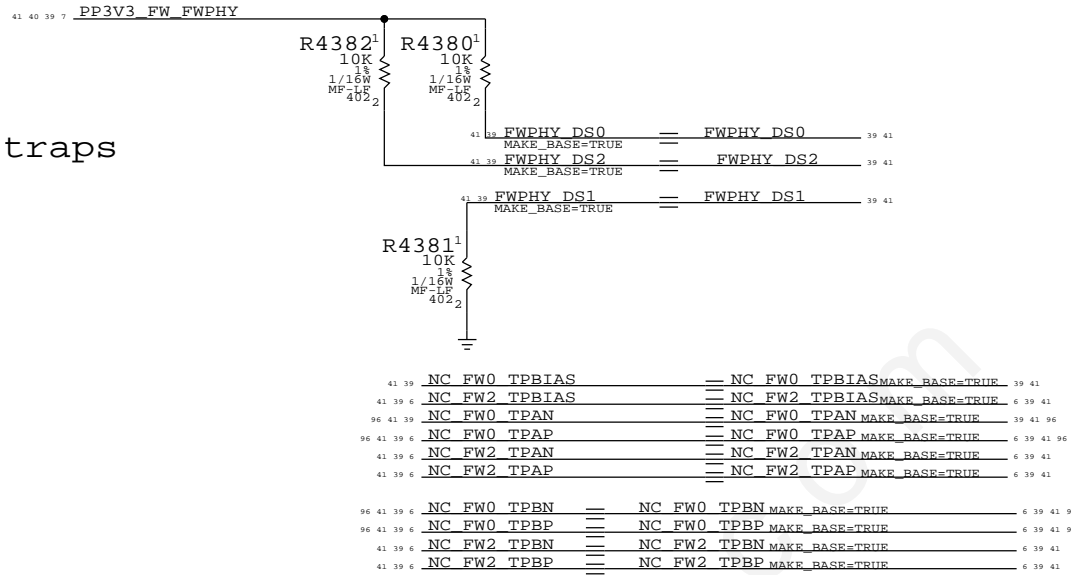 41 40 39 7 PP3V3_FW_FWPHY
R4382 1 R4380 1
10K 10K
1% 1%
1/16W 1/16W
MF-LF MF-LF
402 2 402 2
traps
41 39 FWPHY_DS0 FWPHY_DS0 39 41
MAKE_BASE=TRUE
41 39 FWPHY_DS2 FWPHY_DS2 39 41
MAKE_BASE=TRUE
41 39 FWPHY_DS1 FWPHY_DS1 39 41
MAKE_BASE=TRUE
R4381 1
10K
1%
1/16W
MF-LF
402 2
41 39 NC_FW0_TPBIAS NC_FW0_TPBIAS MAKE_BASE=TRUE 39 41
41 39 6 NC_FW2_TPBIAS NC_FW2_TPBIAS MAKE_BASE=TRUE 6 39 41
96 41 39 NC_FW0_TPAN NC_FW0_TPAN MAKE_BASE=TRUE 39 41 96
96 41 39 6 NC_FW0_TPAP NC_FW0_TPAP MAKE_BASE=TRUE 6 39 41 96
41 39 6 NC_FW2_TPAN NC_FW2_TPAN MAKE_BASE=TRUE 6 39 41
41 39 6 NC_FW2_TPAP NC_FW2_TPAP MAKE_BASE=TRUE 6 39 41
96 41 39 6 NC_FW0_TPBN NC_FW0_TPBN MAKE_BASE=TRUE 6 39 41 9
96 41 39 6 NC_FW0_TPBP NC_FW0_TPBP MAKE_BASE=TRUE 6 39 41 9
41 39 6 NC_FW2_TPBN NC_FW2_TPBN MAKE_BASE=TRUE 6 39 41
41 39 6 NC_FW2_TPBP NC_FW2_TPBP MAKE_BASE=TRUE 6 39 41